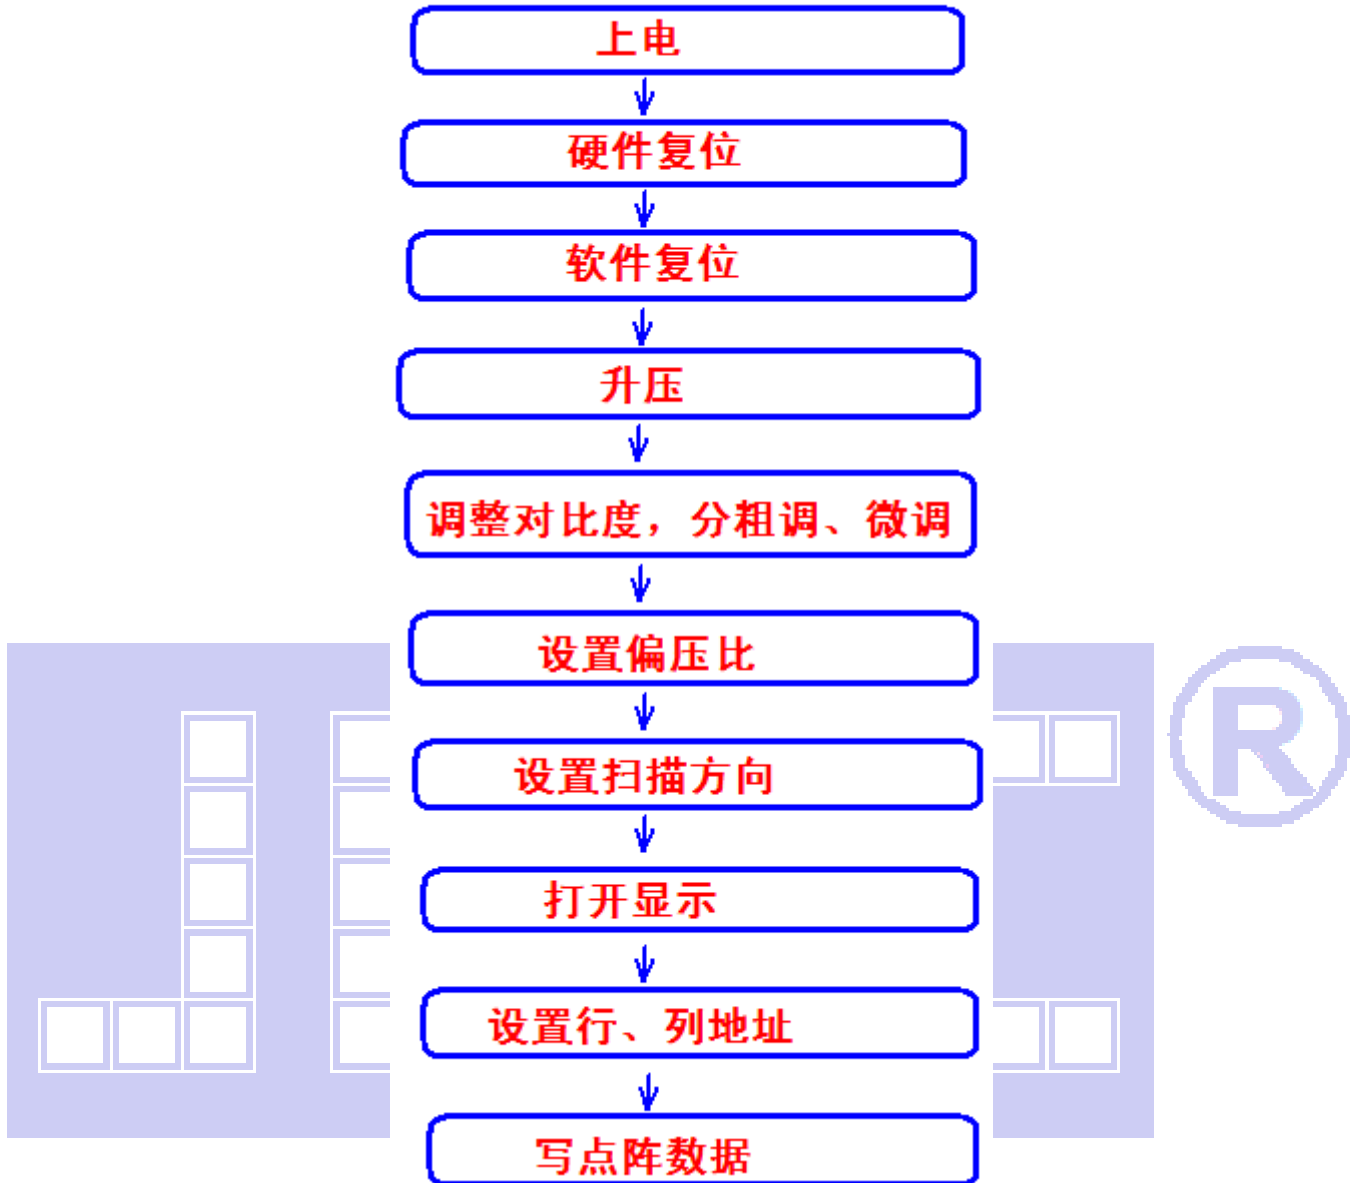 上电
硬件复位
软件复位
升压
调整对比度，分粗调、微调
设置偏压比
设置扫描方向
打开显示
设置行、列地址
写点阵数据
R